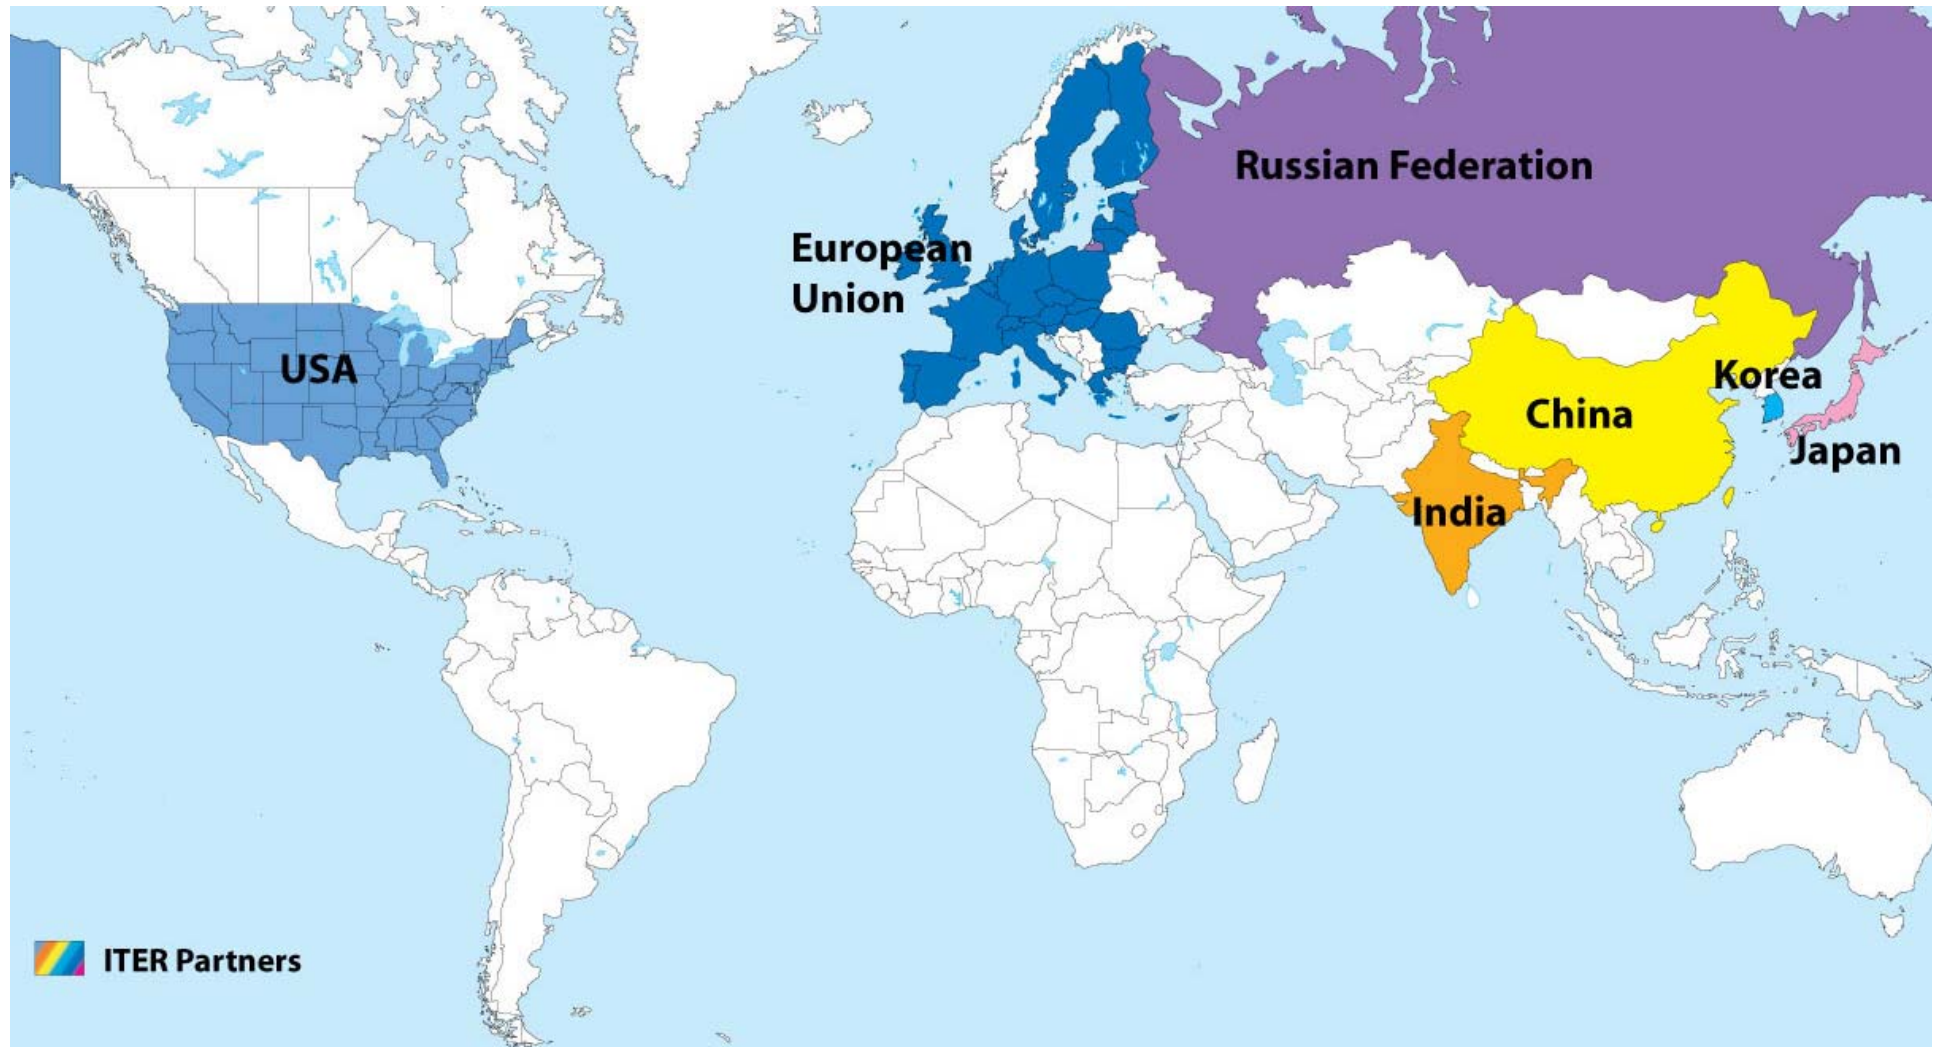 Russian Federation
European
Union
USA
Korea
China
Japan
India
ITER Partners